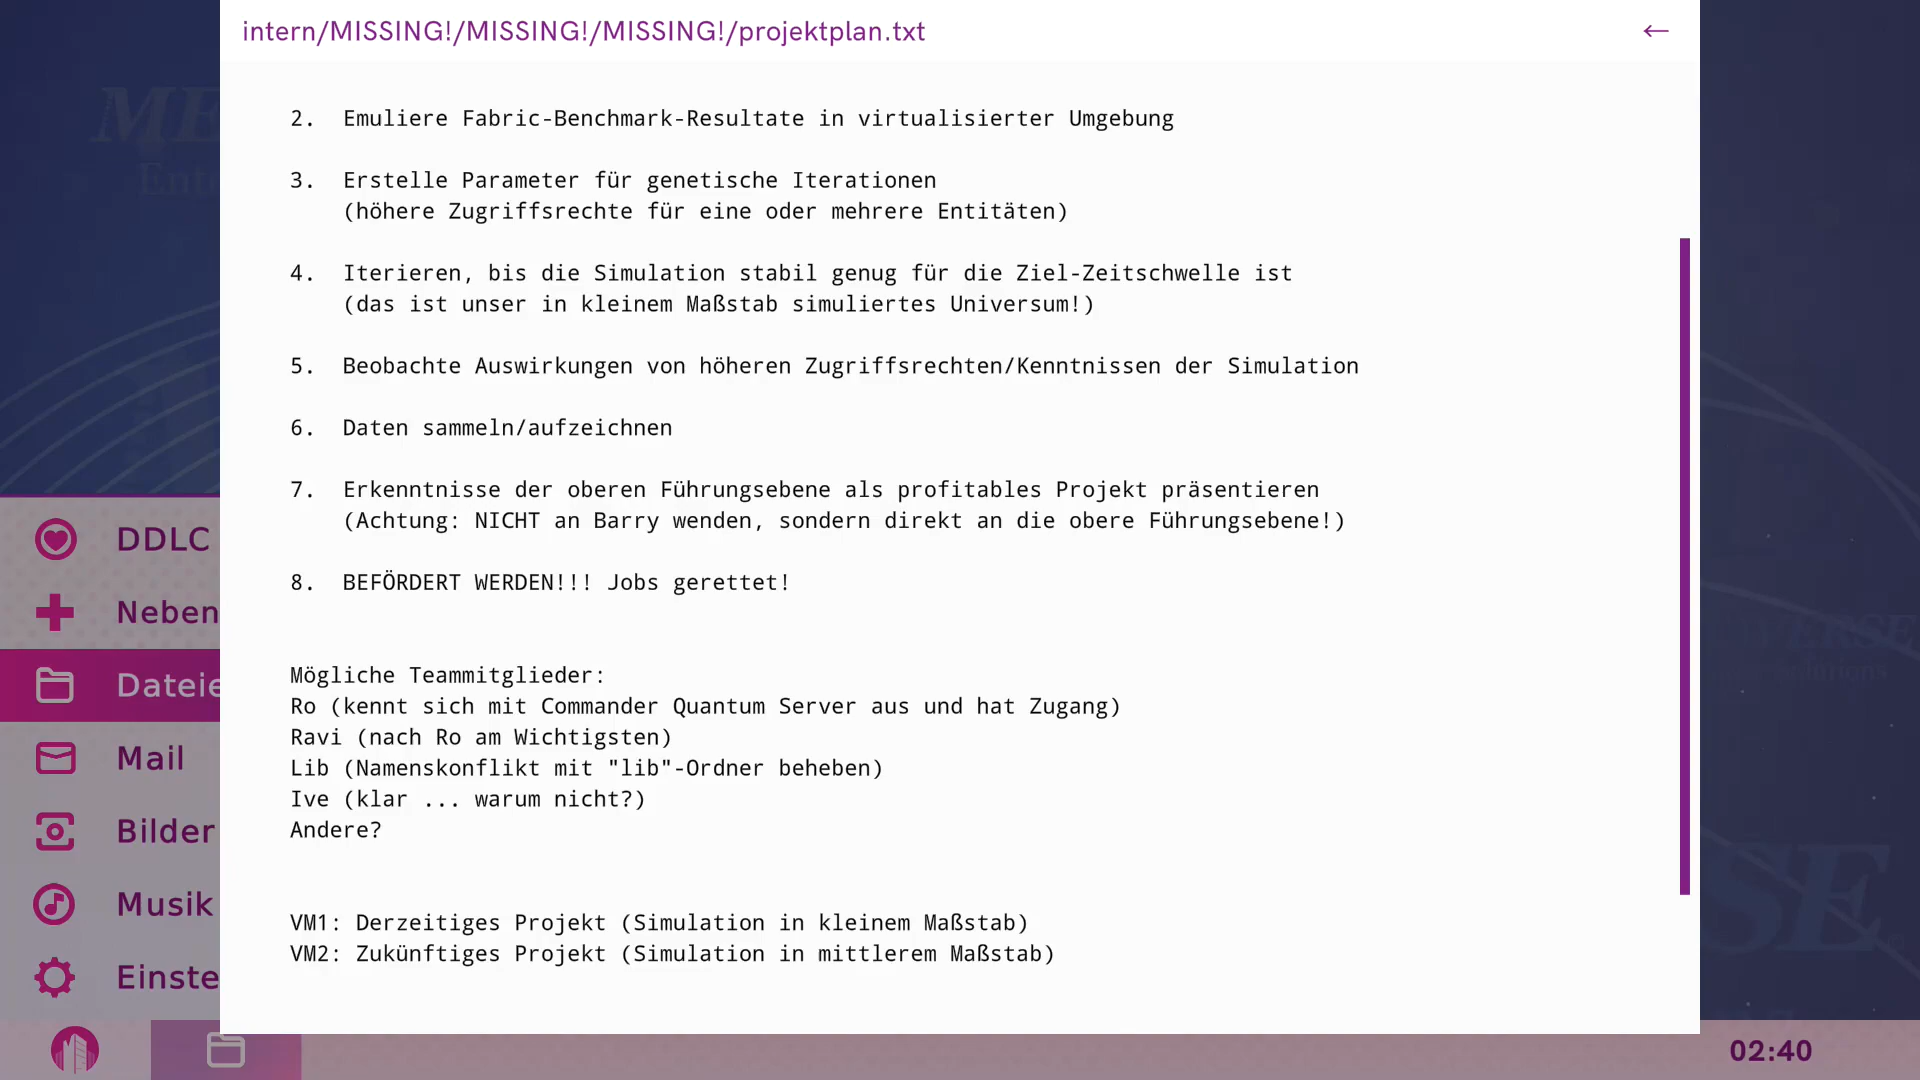 intern/MISSING!/MISSING!/MISSING!/projektplan.txt
←
2. Emuliere Fabric-Benchmark-Resultate in virtualisierter Umgebung
3. Erstelle Parameter für genetische Iterationen
(höhere Zugriffsrechte für eine oder mehrere Entitäten)
4. Iterieren, bis die Simulation stabil genug für die Ziel-Zeitschwelle ist
(das ist unser in kleinem Maßstab simuliertes Universum!)
5. Beobachte Auswirkungen von höheren Zugriffsrechten/Kenntnissen der Simulation
6. Daten sammeln/aufzeichnen
7. Erkenntnisse der oberen Führungsebene als profitables Projekt präsentieren
(Achtung: NICHT an Barry wenden, sondern direkt an die obere Führungsebene!)
8. BEFÖRDERT WERDEN!!! Jobs gerettet!
Mögliche Teammitglieder:
Ro (kennt sich mit Commander Quantum Server aus und hat Zugang)
Ravi (nach Ro am Wichtigsten)
Lib (Namenskonflikt mit "lib"-Ordner beheben)
Ive (klar ... warum nicht?)
Andere?
VM1: Derzeitiges Projekt (Simulation in kleinem Maßstab)
VM2: Zukünftiges Projekt (Simulation in mittlerem Maßstab)
DDLC
Neben
Dateie
Mail
Bilder
Musik
Einste
02:40